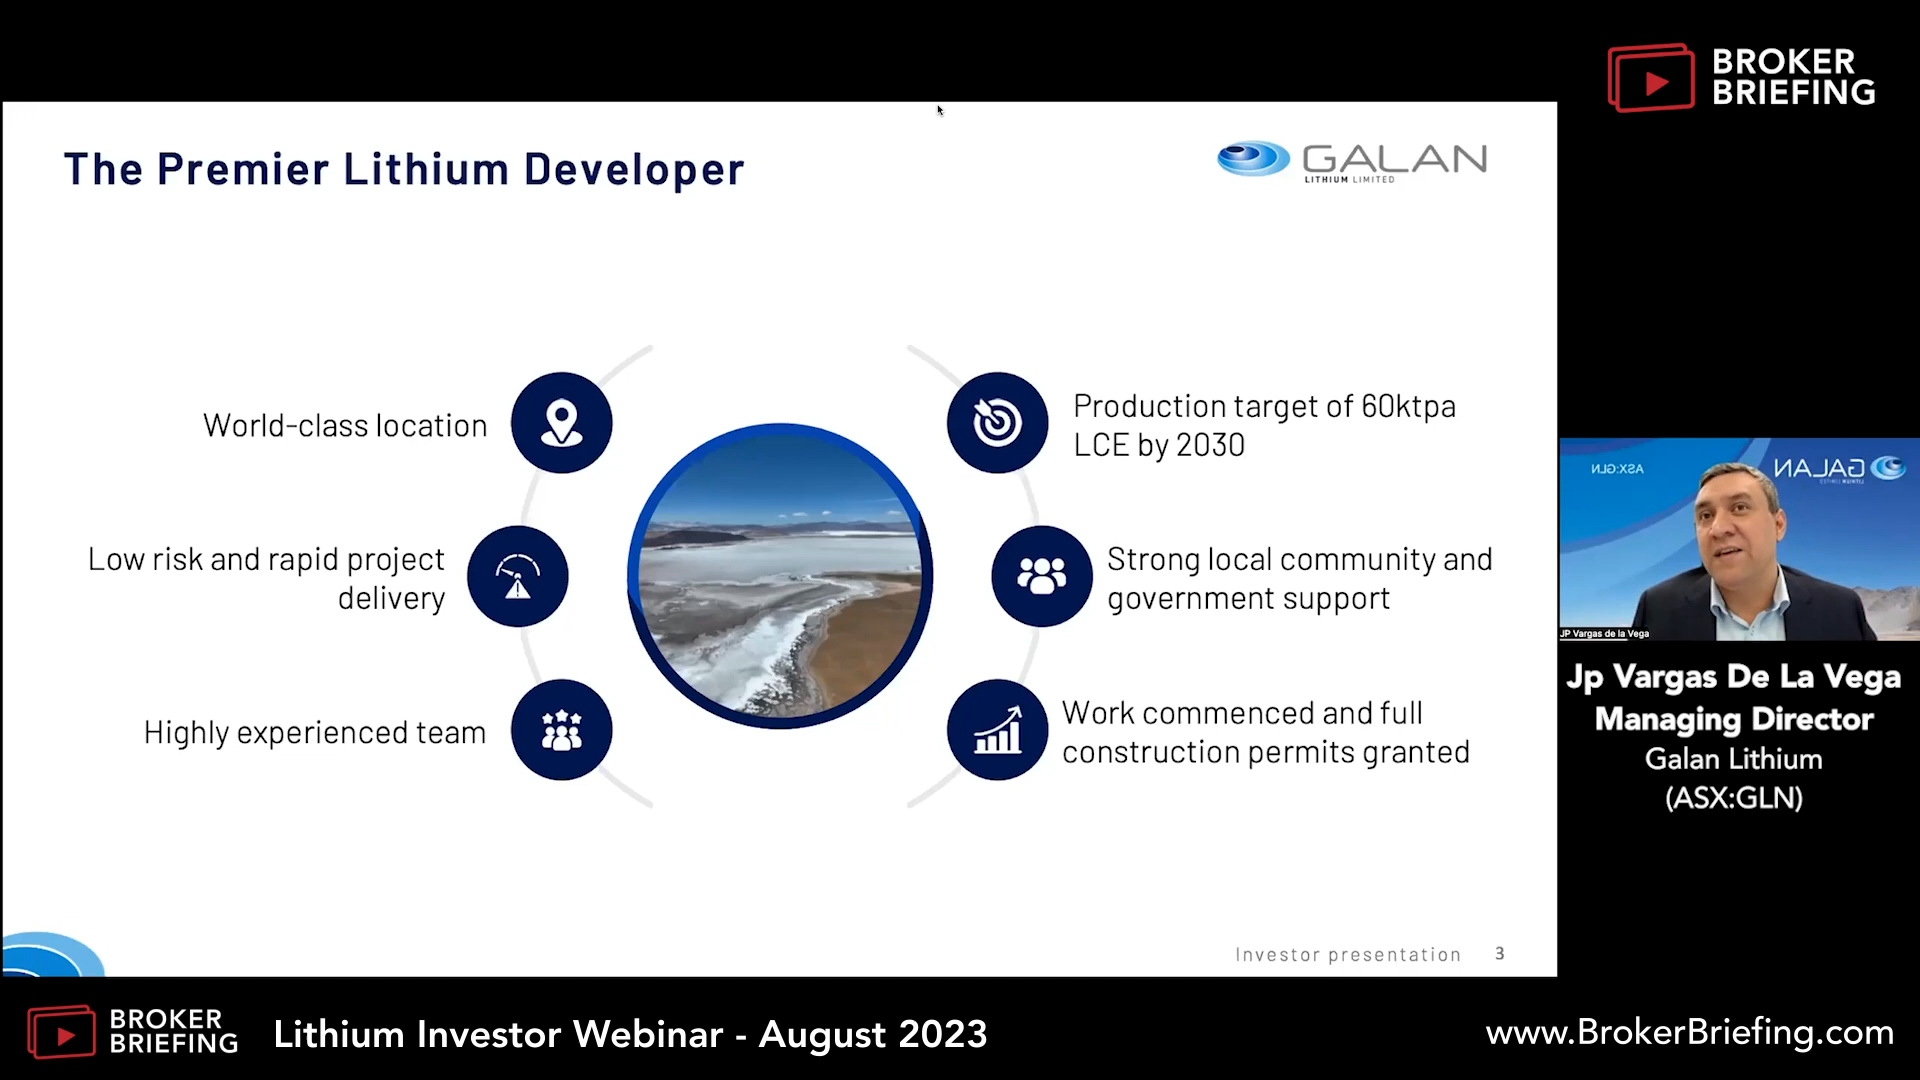 BROKER
BRIEFING
The Premier Lithium Developer
GALAN
LITHIUM LIMITED
World-class location
Low risk and rapid project
delivery
Highly experienced team
Production target of 60ktpa
LCE by 2030
Strong local community and
government support
Work commenced and full
construction permits granted
Investor presentation 3
ASX:GLN
GALAN
LITHIUM LIMITED
JP Vargas de la Vega
Jp Vargas De La Vega
Managing Director
Galan Lithium
(ASX:GLN)
BROKER
BRIEFING
Lithium Investor Webinar - August 2023
www.BrokerBriefing.com